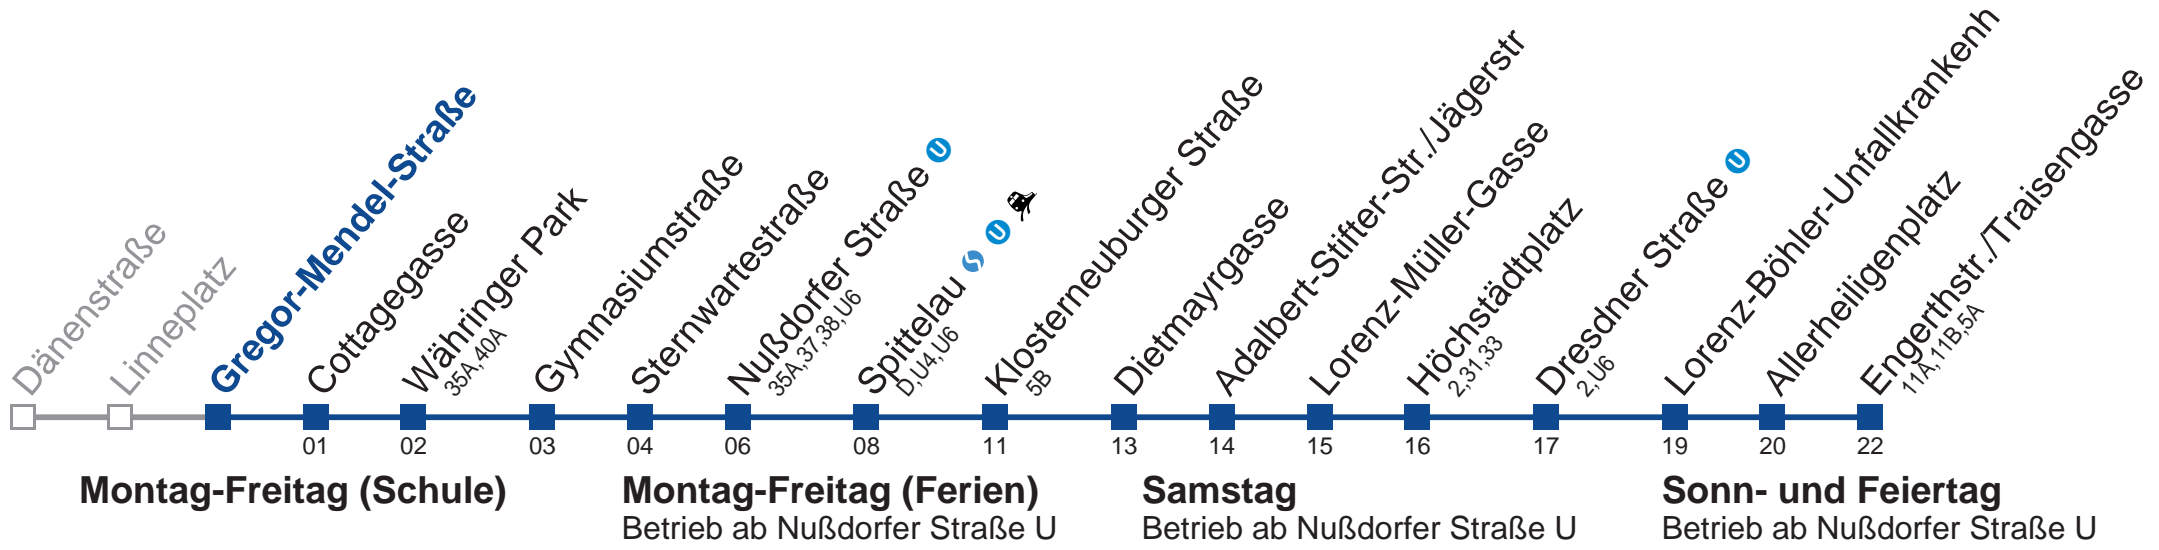 Dänenstraße
Linneplatz
Gregor-Mendel-Straße
Cottagegasse
Währinger Park
35A,40A
Gymnasiumstraße
Sternwartestraße
Nußdorfer Straße U
35A,37,38,U6
Spittelau S U
D,U4,U6
Klosterneuburger Straße
5B
Dietmayrgasse
Adalbert-Stifter-Str./Jägerstr
Lorenz-Müller-Gasse
Höchstädtplatz
2,31,33
Dresdner Straße U
2,U6
Lorenz-Böhler-Unfallkrankenh
Allerheiligenplatz
Engerthstr./Traisengasse
11A,11B,5A
01 02 03 04 06 08 11 13 14 15 16 17 19 20 22
Montag-Freitag (Schule)
Montag-Freitag (Ferien)
Betrieb ab Nußdorfer Straße U
Samstag
Betrieb ab Nußdorfer Straße U
Sonn- und Feiertag
Betrieb ab Nußdorfer Straße U